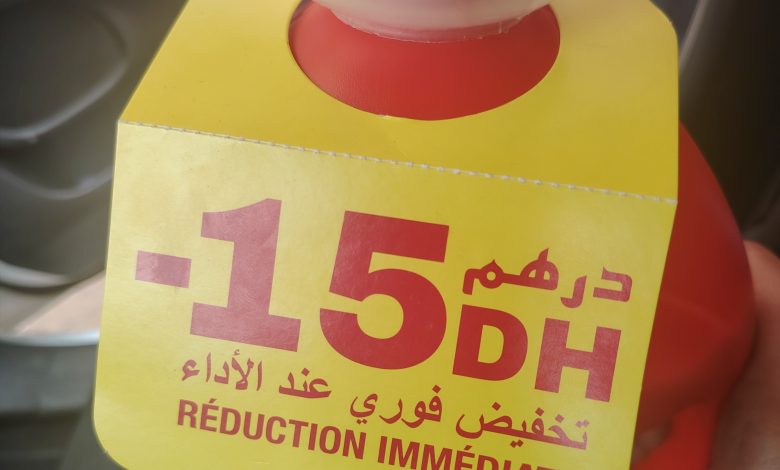 -15 درهم
DH
تخفيض فوري عند الأداء
RÉDUCTION IMMÉDIAT